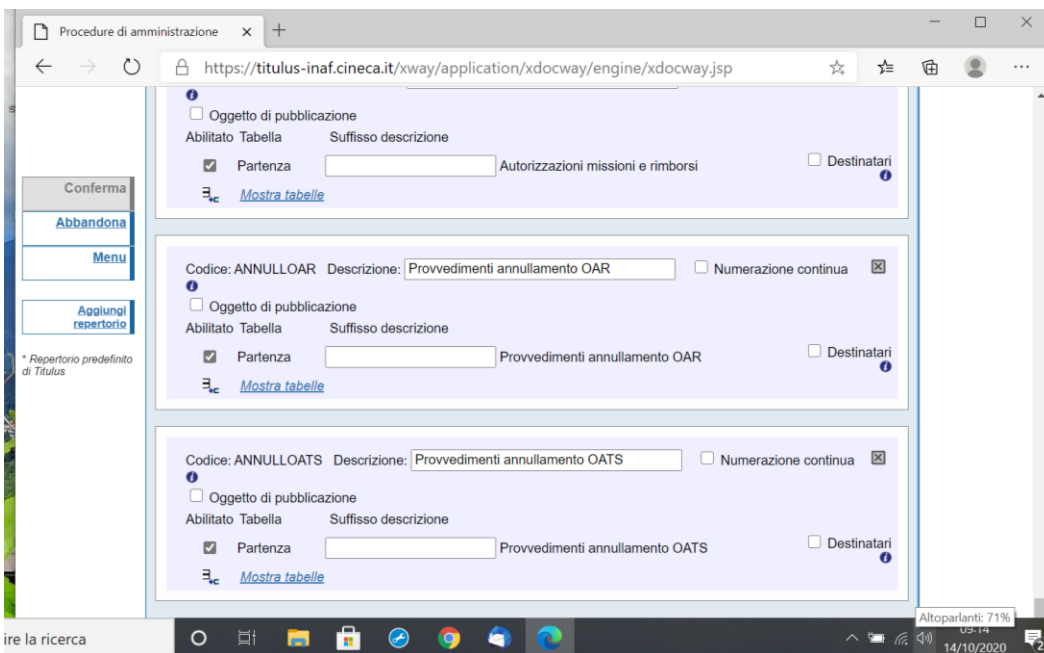 Procedure di amministrazione
https://titulus-inaf.cineca.it/xway/application/xdocway/engine/xdocway.jsp
Oggetto di pubblicazione
Abilitato Tabella Suffisso descrizione
Partenza Autorizzazioni missioni e rimborsi Destinatari
Mostra tabelle
Conferma
Abbandona
Menu
Aggiungi
repertorio
* Repertorio predefinito
di Titulus
Codice: ANNULLOAR Descrizione: Provvedimenti annullamento OAR Numerazione continua
Oggetto di pubblicazione
Abilitato Tabella Suffisso descrizione
Partenza Provvedimenti annullamento OAR Destinatari
Mostra tabelle
Codice: ANNULLOATS Descrizione: Provvedimenti annullamento OATS Numerazione continua
Oggetto di pubblicazione
Abilitato Tabella Suffisso descrizione
Partenza Provvedimenti annullamento OATS Destinatari
Mostra tabelle
Altoparlanti: 71%
ire la ricerca
09:14
14/10/2020
2